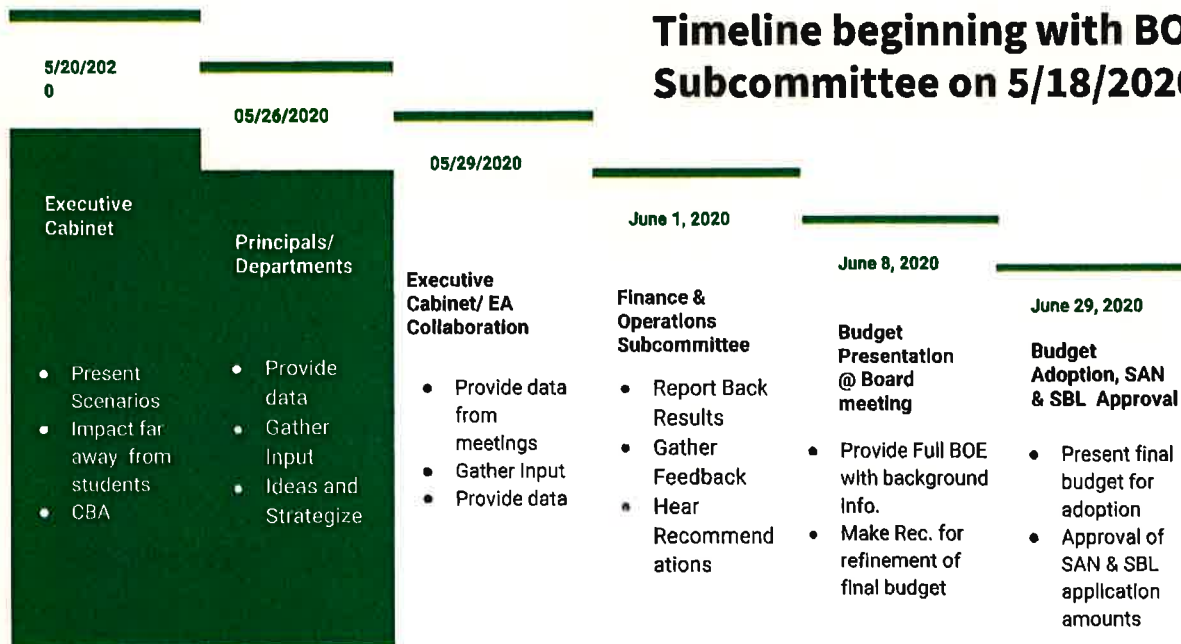 Timeline beginning with BO
Subcommittee on 5/18/2020
5/20/202
0
Executive
Cabinet
● Present
Scenarios
● Impact far
away from
students
● CBA
05/26/2020
Principals/
Departments
● Provide
data
● Gather
Input
● Ideas and
Strategize
05/29/2020
Executive
Cabinet/ EA
Collaboration
● Provide data
from
meetings
● Gather Input
● Provide data
June 1, 2020
Finance &
Operations
Subcommittee
● Report Back
Results
● Gather
Feedback
● Hear
Recommend
ations
June 8, 2020
Budget
Presentation
@ Board
meeting
● Provide Full BOE
with background
info.
● Make Rec. for
refinement of
final budget
June 29, 2020
Budget
Adoption, SAN
& SBL Approval
● Present final
budget for
adoption
● Approval of
SAN & SBL
application
amounts